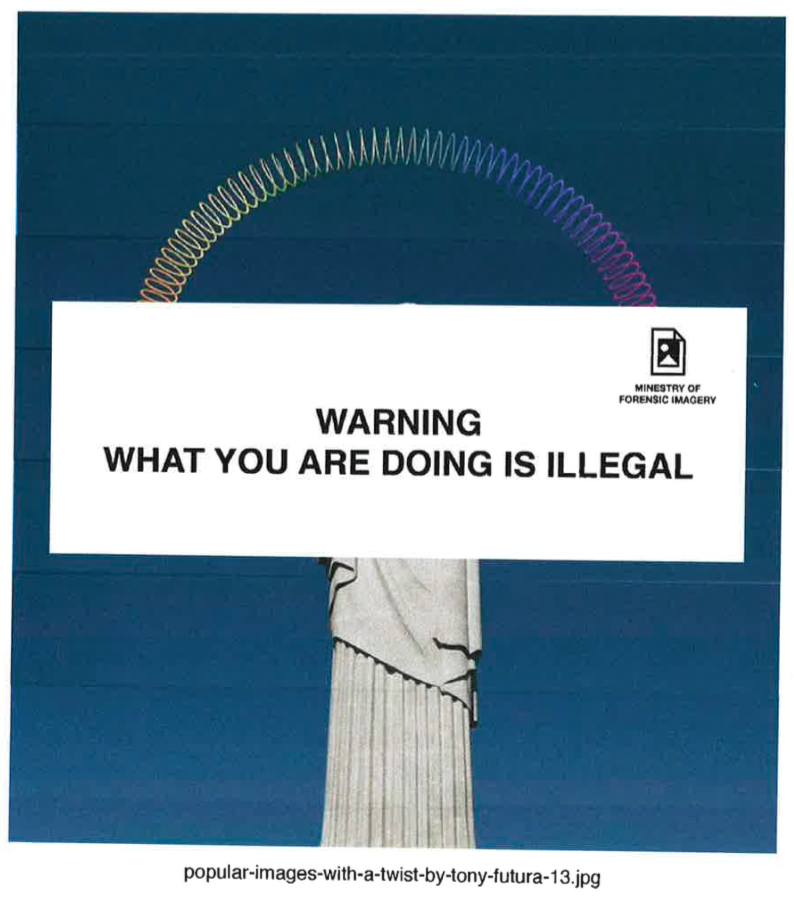 MINESTRY OF
FORENSIC IMAGERY
WARNING
WHAT YOU ARE DOING IS ILLEGAL
popular-images-with-a-twist-by-tony-futura-13.jpg